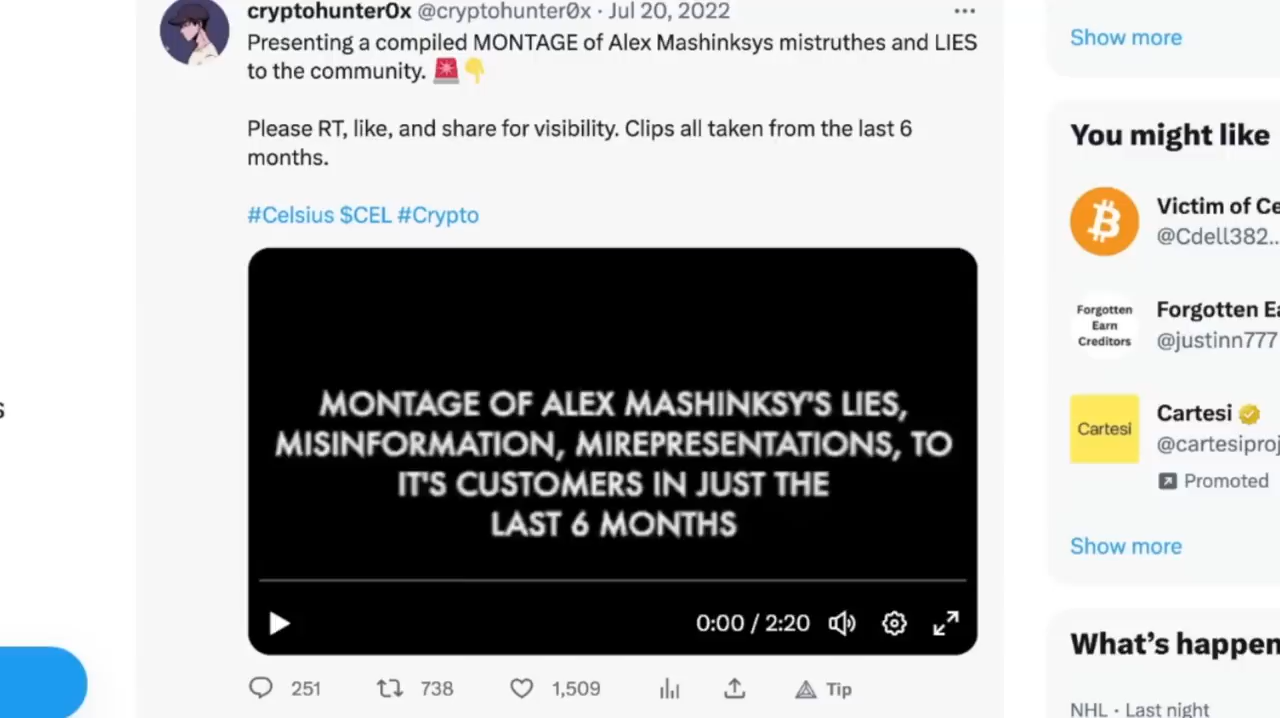 cryptohunter0x @cryptohunter0x · Jul 20, 2022
Presenting a compiled MONTAGE of Alex Mashinksys mistruthes and LIES
to the community. 🚨👇
Please RT, like, and share for visibility. Clips all taken from the last 6
months.
#Celsius $CEL #Crypto
MONTAGE OF ALEX MASHINKSY'S LIES,
MISINFORMATION, MIREPRESENTATIONS, TO
IT'S CUSTOMERS IN JUST THE
LAST 6 MONTHS
0:00 / 2:20
251 738 1,509 Tip
Show more
You might like
Victim of Ce
@Cdell382...
Forgotten
Earn
Creditors
Forgotten Ea
@justinn777
Cartesi
Cartesi
@cartesiproj
Promoted
Show more
What's happen
NHL · Last night